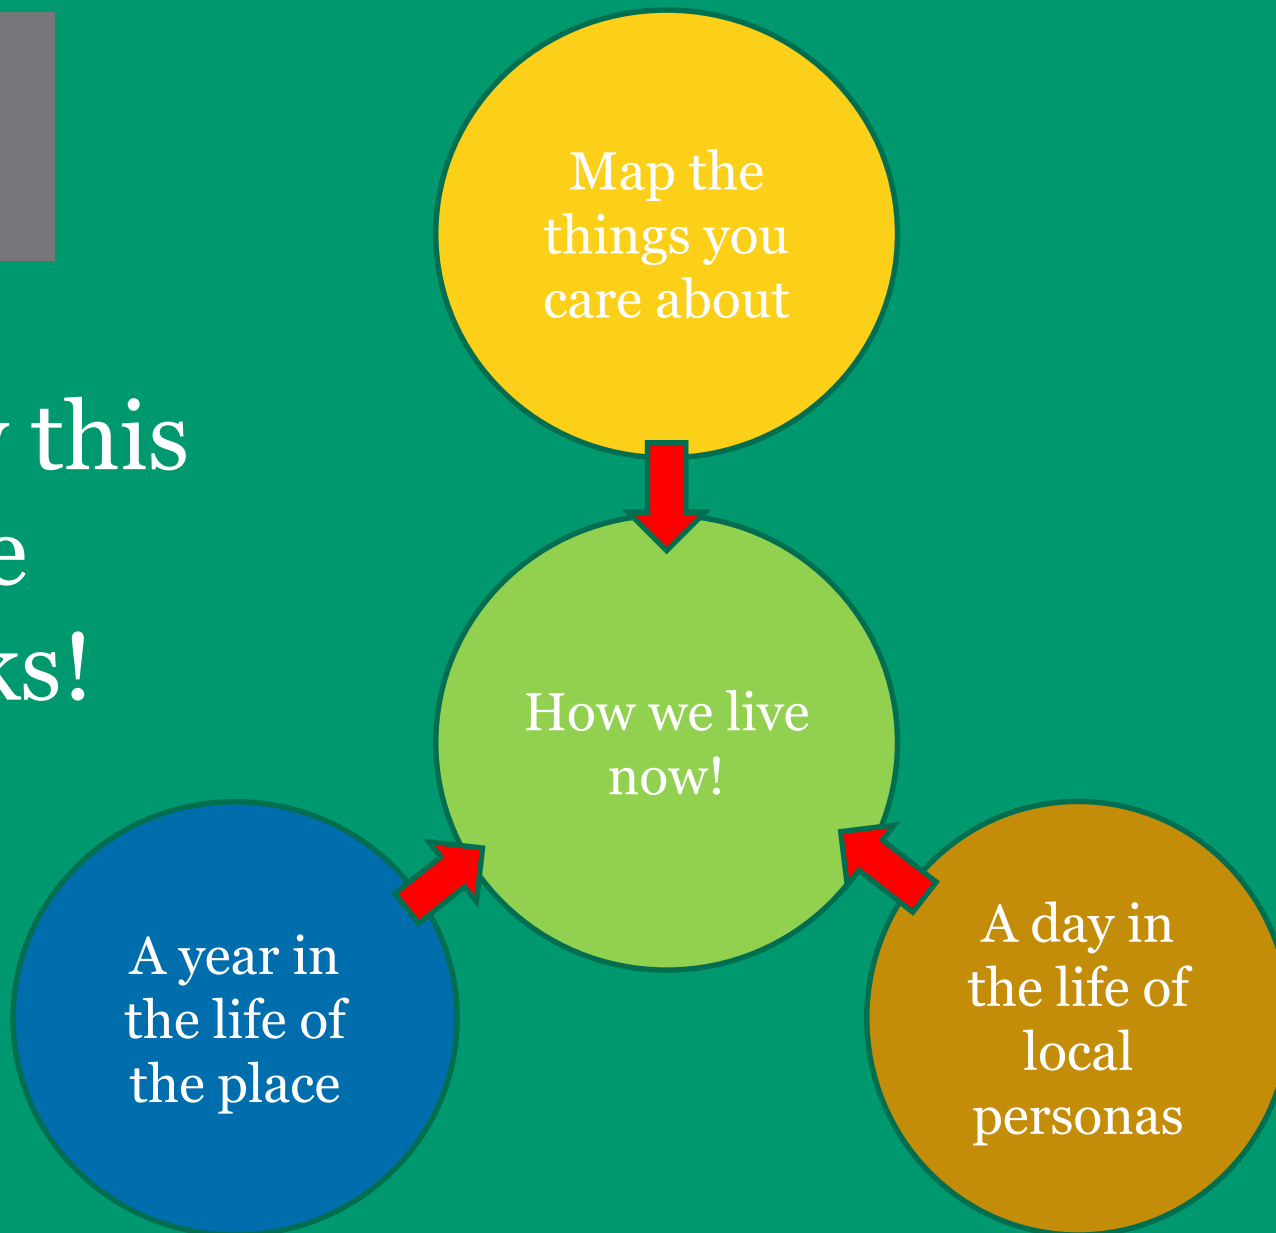 Map the
things you
care about
this
ks!
How we live
now!
A year in
the life of
the place
A day in
the life of
local
personas